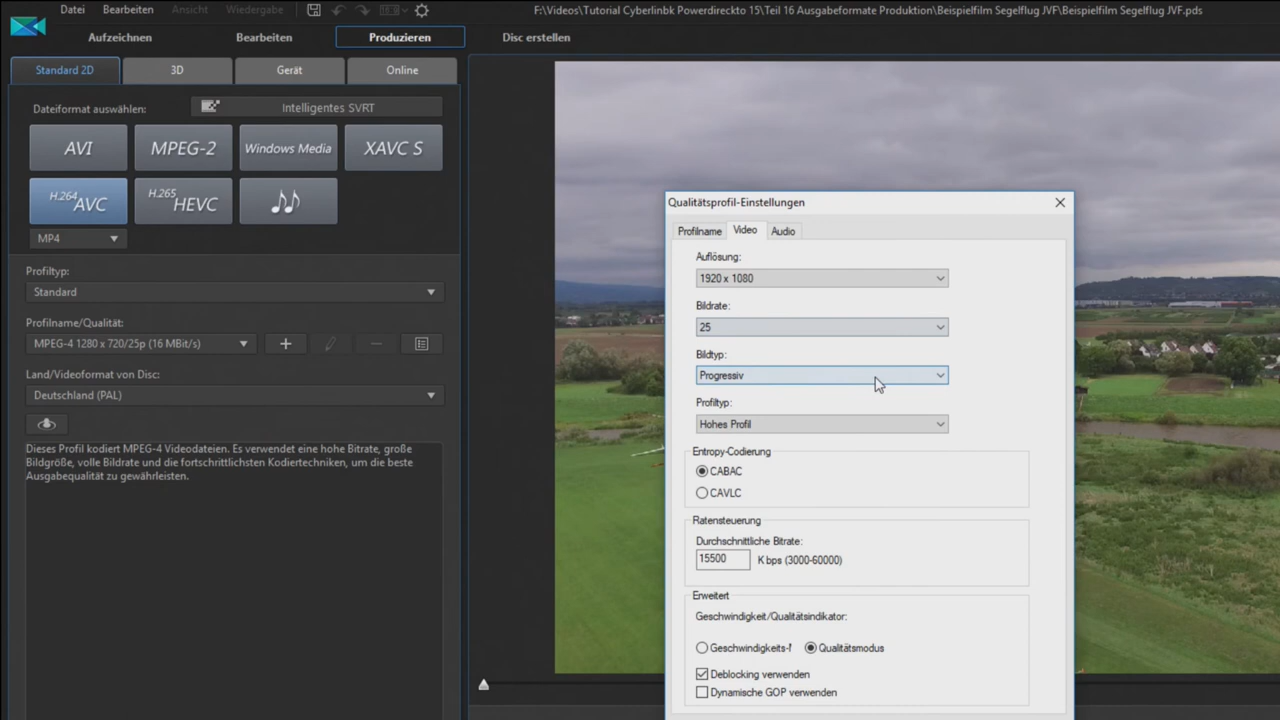 Datei Bearbeiten Ansicht Wiedergabe
F:\Videos\Tutorial Cyberlinbk Powerdireckto 15\Teil 16 Ausgabeformate Produktion\Beispielfilm Segelflug JVF\Beispielfilm Segelflug JVF.pds
Aufzeichnen Bearbeiten Produzieren Disc erstellen
Standard 2D 3D Gerät Online
Dateiformat auswählen: Intelligentes SVRT
AVI MPEG-2 Windows Media XAVC S
H.264 AVC H.265 HEVC
MP4
Profiltyp:
Standard
Profilname/Qualität:
MPEG-4 1280 x 720/25p (16 MBit/s)
Land/Videoformat von Disc:
Deutschland (PAL)
Dieses Profil kodiert MPEG-4 Videodateien. Es verwendet eine hohe Bitrate, große
Bildgröße, volle Bildrate und die fortschrittlichsten Kodiertechniken, um die beste
Ausgabequalität zu gewährleisten.
Qualitätsprofil-Einstellungen
Profilname Video Audio
Auflösung:
1920 x 1080
Bildrate:
25
Bildtyp:
Progressiv
Profiltyp:
Hohes Profil
Entropy-Codierung
CABAC
CAVLC
Ratensteuerung
Durchschnittliche Bitrate:
15500 K bps (3000-60000)
Erweitert
Geschwindigkeit/Qualitätsindikator:
Geschwindigkeits- Qualitätsmodus
Deblocking verwenden
Dynamische GOP verwenden